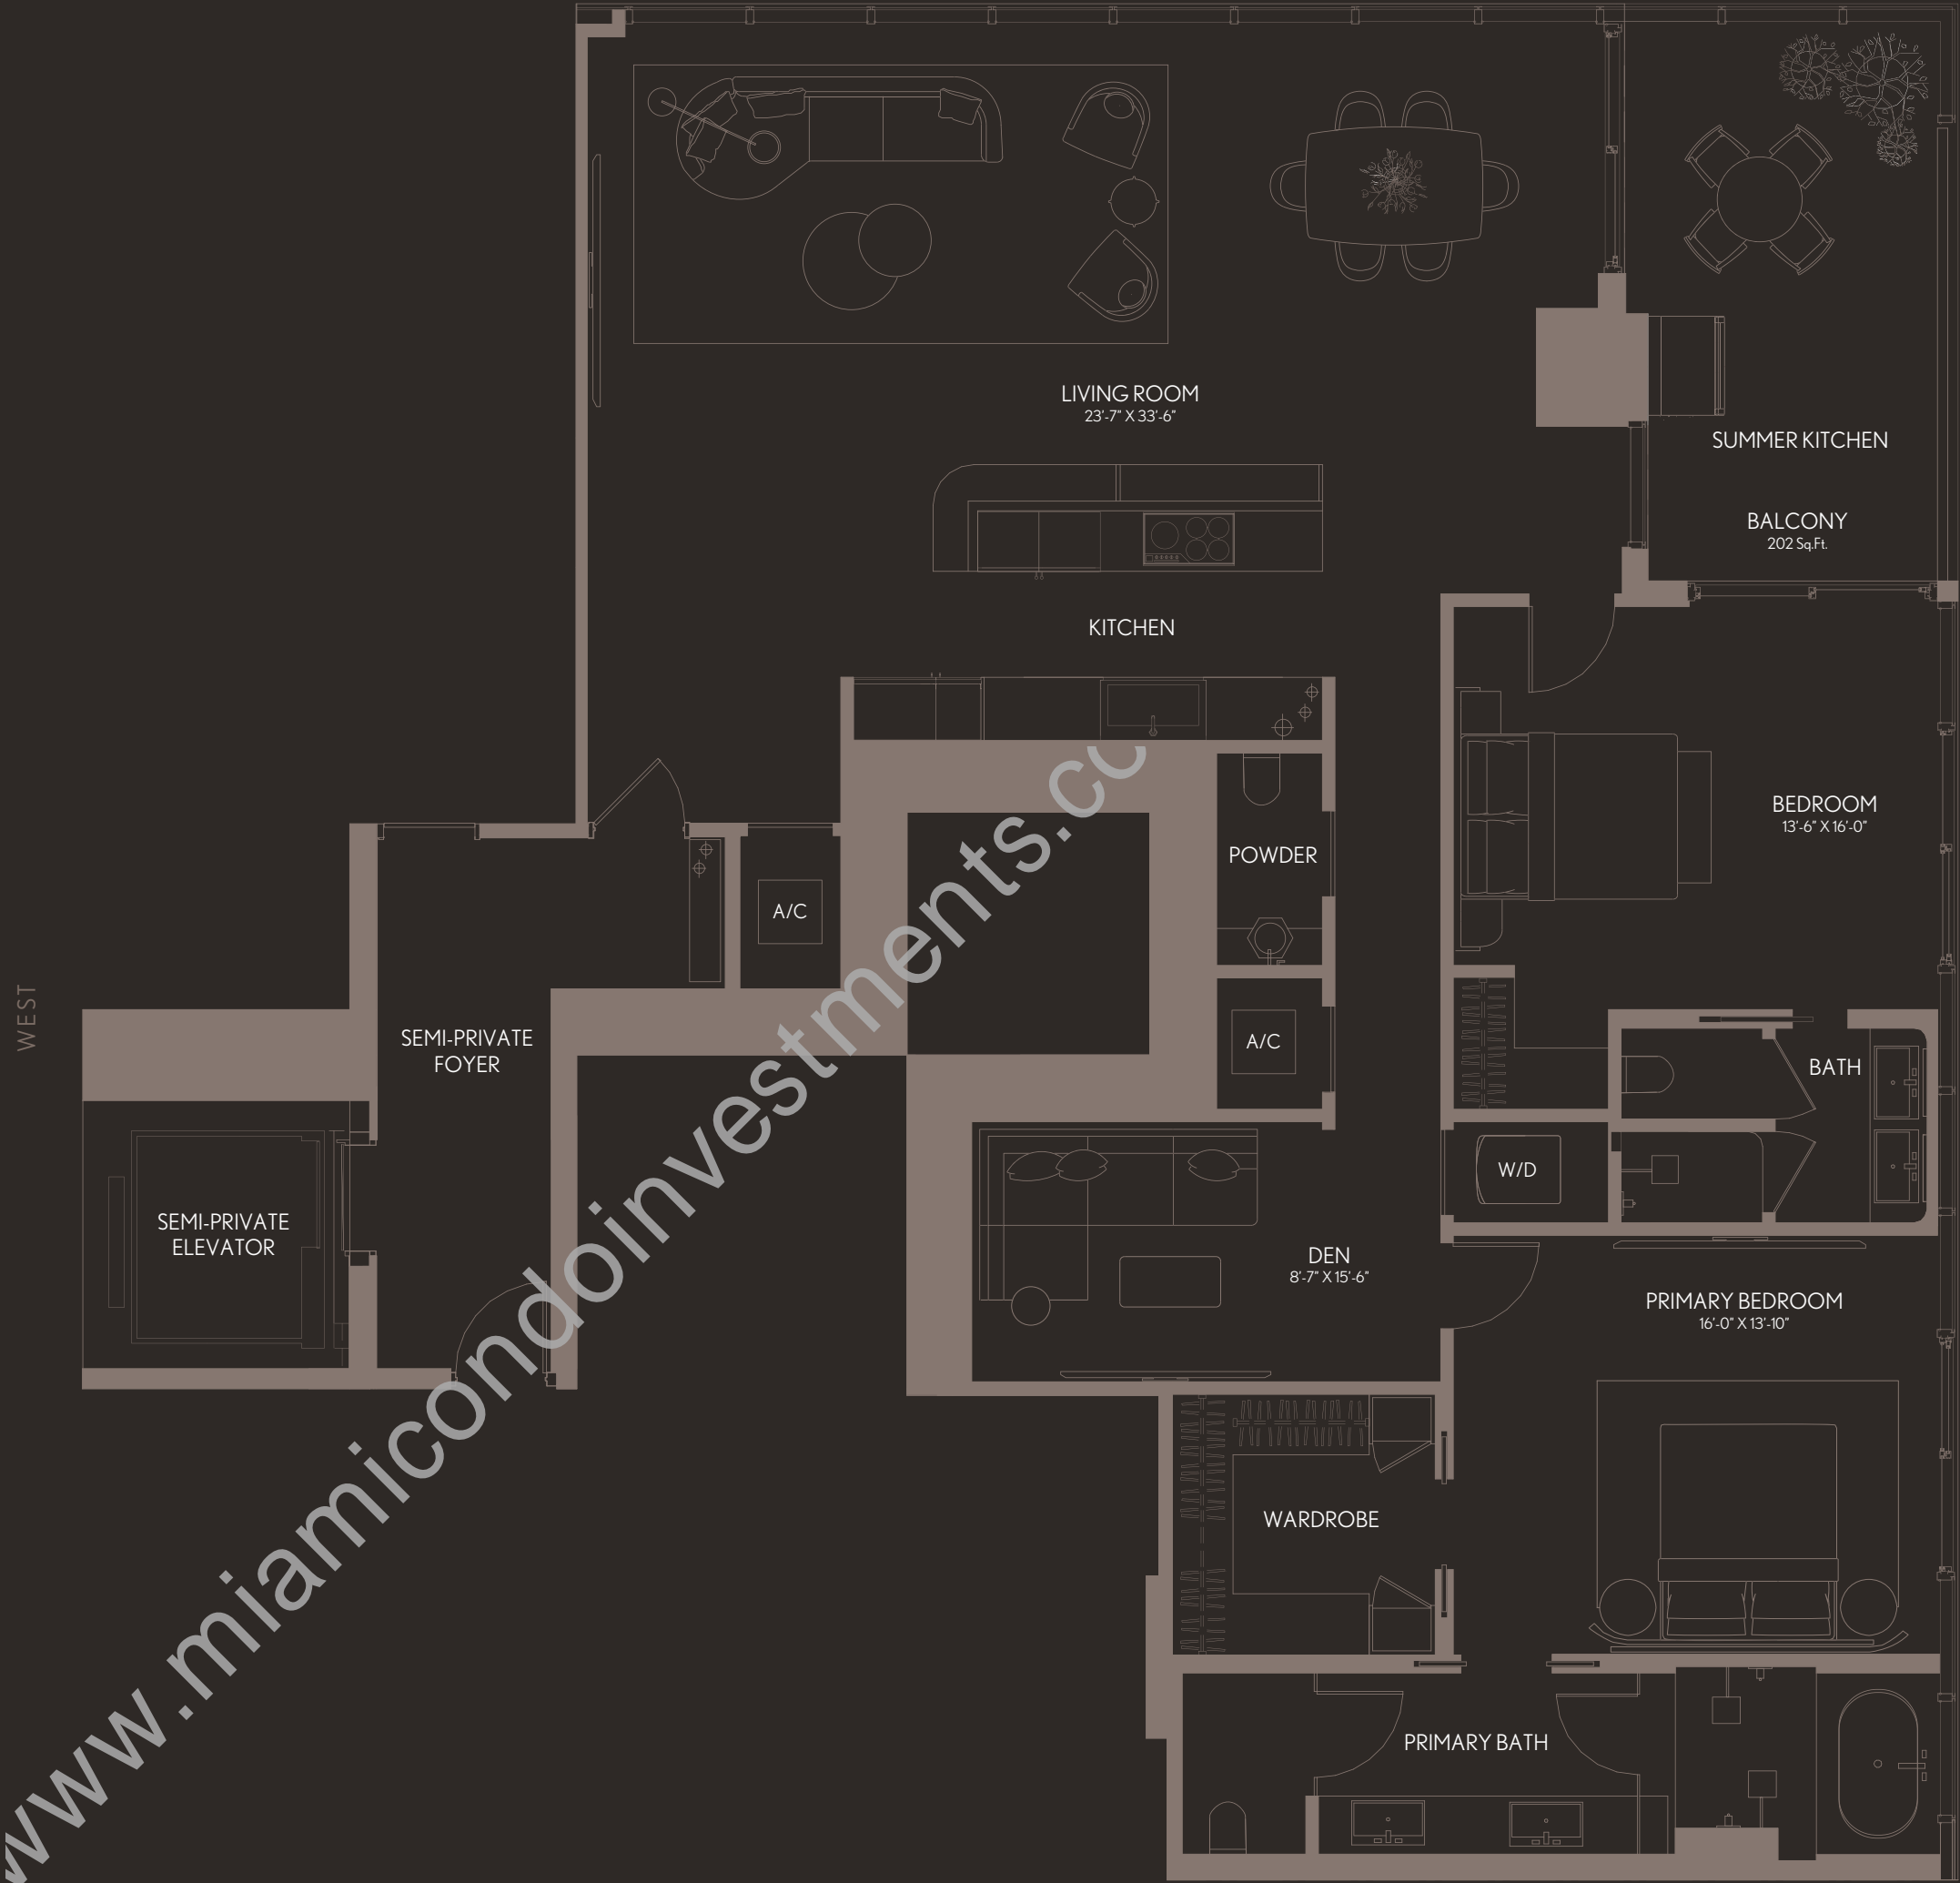 LIVING ROOM
23'-7" X 33'-6"
SUMMER KITCHEN
BALCONY
202 Sq.Ft.
KITCHEN
BEDROOM
13'-6" X 16'-0"
POWDER
A/C
WEST
SEMI-PRIVATE
FOYER
A/C
BATH
W/D
SEMI-PRIVATE
ELEVATOR
DEN
8'-7" X 15'-6"
PRIMARY BEDROOM
16'-0" X 13'-10"
WARDROBE
PRIMARY BATH
www.miamicondoinvestments.co